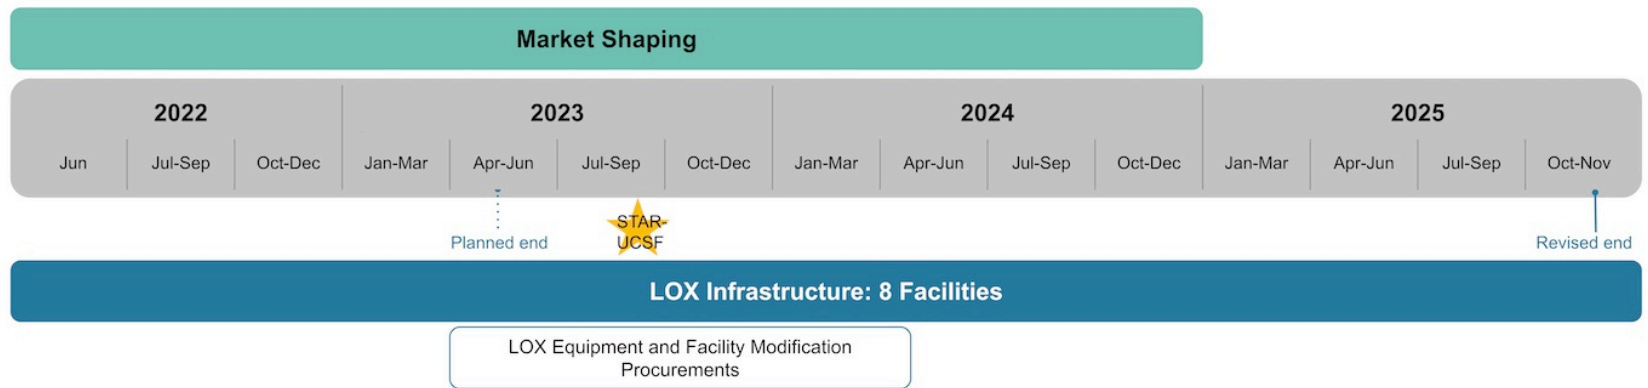 Market Shaping
2022 2023 2024 2025
Jun Jul-Sep Oct-Dec Jan-Mar Apr-Jun Jul-Sep Oct-Dec Jan-Mar Apr-Jun Jul-Sep Oct-Dec Jan-Mar Apr-Jun Jul-Sep Oct-Nov
STAR-
UCSF
Planned end
Revised end
LOX Infrastructure: 8 Facilities
LOX Equipment and Facility Modification
Procurements